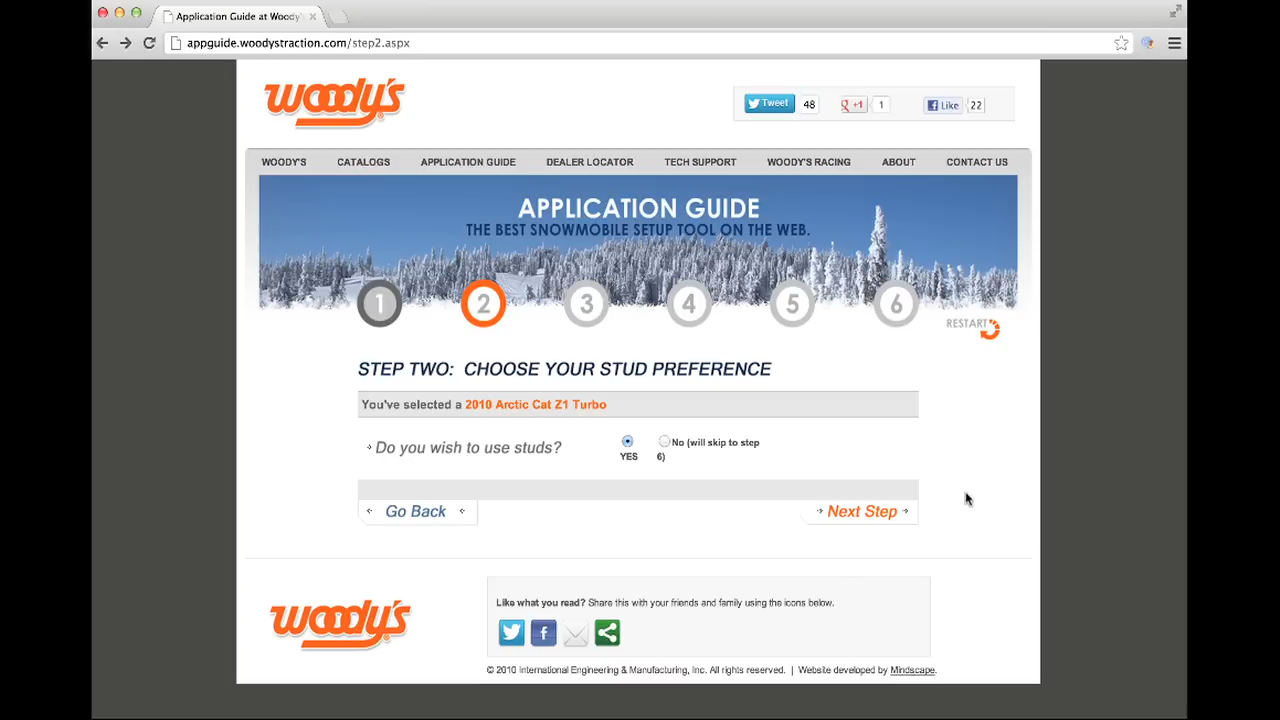 Application Guide at Woody
appguide.woodystraction.com/step2.aspx
woody's
Tweet 48 g +1 1 Like 22
WOODY'S CATALOGS APPLICATION GUIDE DEALER LOCATOR TECH SUPPORT WOODY'S RACING ABOUT CONTACT US
APPLICATION GUIDE
THE BEST SNOWMOBILE SETUP TOOL ON THE WEB.
1 2 3 4 5 6
RESTART
STEP TWO: CHOOSE YOUR STUD PREFERENCE
You've selected a 2010 Arctic Cat Z1 Turbo
Do you wish to use studs? YES No (will skip to step 6)
Go Back Next Step
woody's
Like what you read? Share this with your friends and family using the icons below.
© 2010 International Engineering & Manufacturing, Inc. All rights reserved. | Website developed by Mindscape.